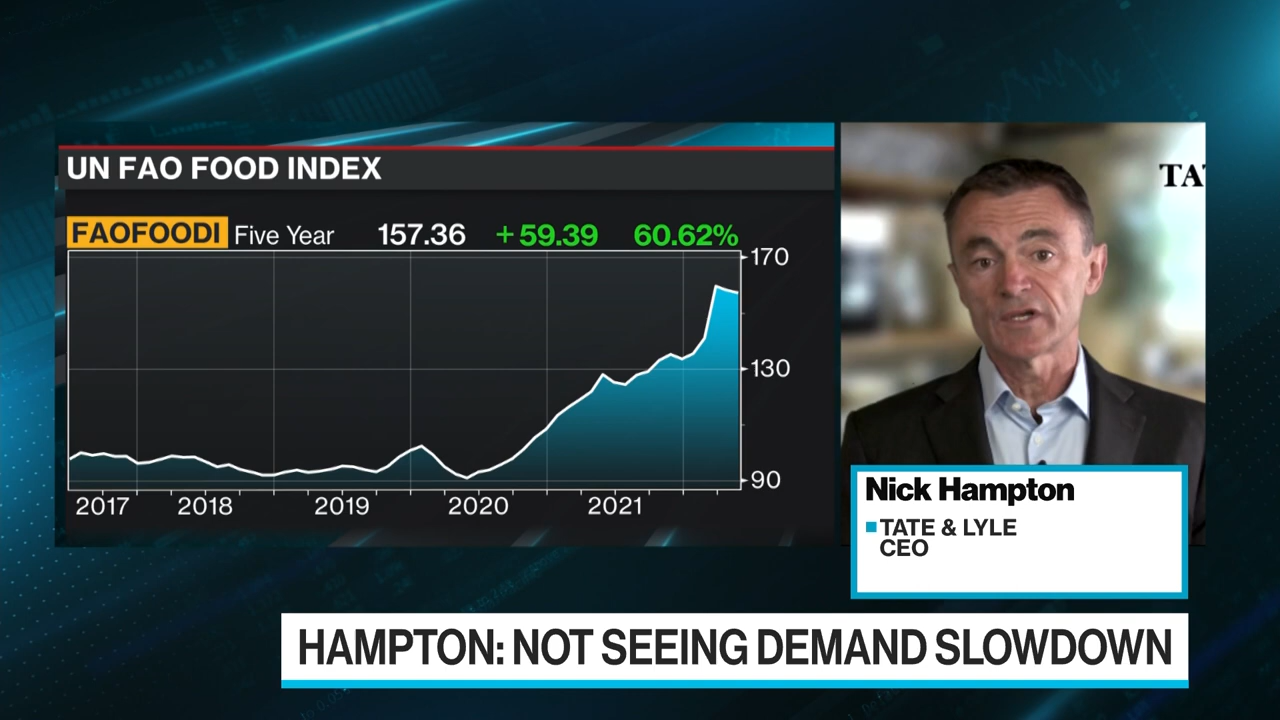 UN FAO FOOD INDEX
FAOFOODI Five Year 157.36 +59.39 60.62%
170
130
90
2017 2018 2019 2020 2021
TA
Nick Hampton
TATE & LYLE
CEO
HAMPTON: NOT SEEING DEMAND SLOWDOWN